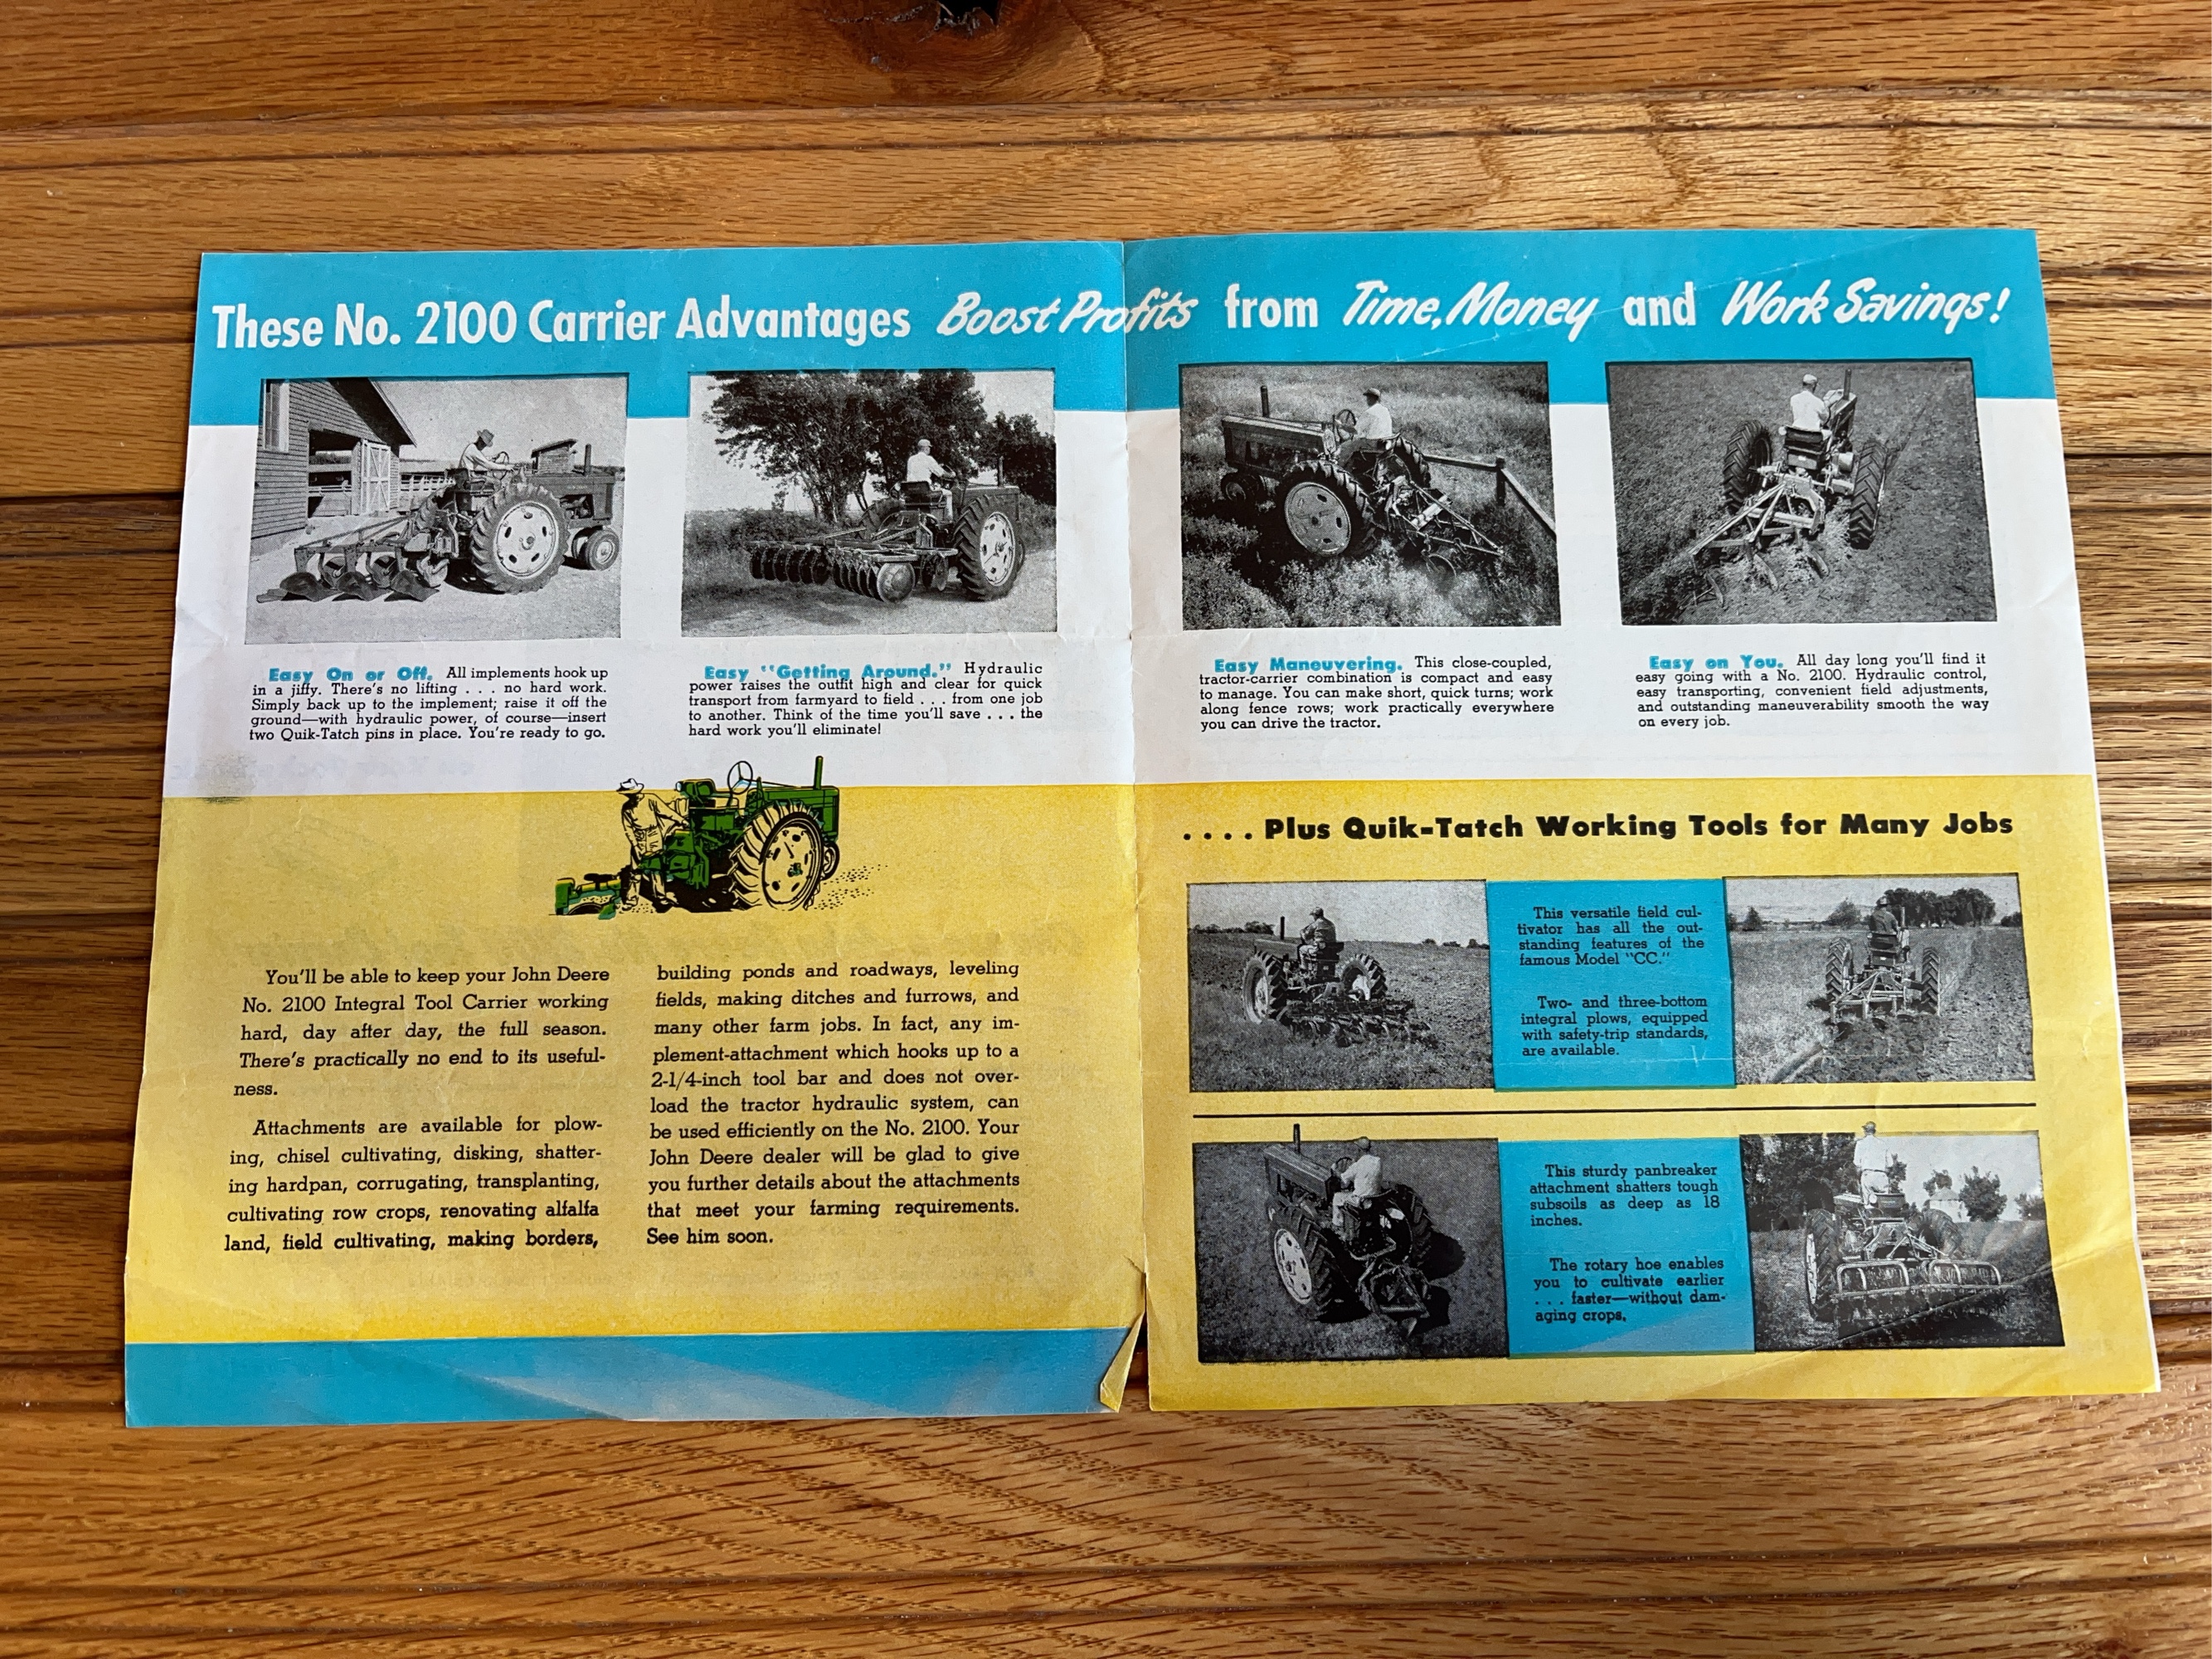 These No. 2100 Carrier Advantages Boost Profits from Time, Money and Work Savings!
Easy On or Off. All implements hook up
in a jiffy. There's no lifting . . . no hard work.
Simply back up to the implement; raise it off the
ground—with hydraulic power, of course—insert
two Quik-Tatch pins in place. You're ready to go.
Easy "Getting Around." Hydraulic
power raises the outfit high and clear for quick
transport from farmyard to field . . . from one job
to another. Think of the time you'll save . . . the
hard work you'll eliminate!
Easy Maneuvering. This close-coupled,
tractor-carrier combination is compact and easy
to manage. You can make short, quick turns; work
along fence rows; work practically everywhere
you can drive the tractor.
Easy on You. All day long you'll find it
easy going with a No. 2100. Hydraulic control,
easy transporting, convenient field adjustments,
and outstanding maneuverability smooth the way
on every job.
You'll be able to keep your John Deere
No. 2100 Integral Tool Carrier working
hard, day after day, the full season.
There's practically no end to its useful-
ness.
Attachments are available for plow-
ing, chisel cultivating, disking, shatter-
ing hardpan, corrugating, transplanting,
cultivating row crops, renovating alfalfa
land, field cultivating, making borders,
building ponds and roadways, leveling
fields, making ditches and furrows, and
many other farm jobs. In fact, any im-
plement-attachment which hooks up to a
2-1/4-inch tool bar and does not over-
load the tractor hydraulic system, can
be used efficiently on the No. 2100. Your
John Deere dealer will be glad to give
you further details about the attachments
that meet your farming requirements.
See him soon.
. . . . Plus Quik-Tatch Working Tools for Many Jobs
This versatile field cul-
tivator has all the out-
standing features of the
famous Model "CC."
Two- and three-bottom
integral plows, equipped
with safety-trip standards,
are available.
This sturdy panbreaker
attachment shatters tough
subsoils as deep as 18
inches.
The rotary hoe enables
you to cultivate earlier
. . . faster—without dam-
aging crops.